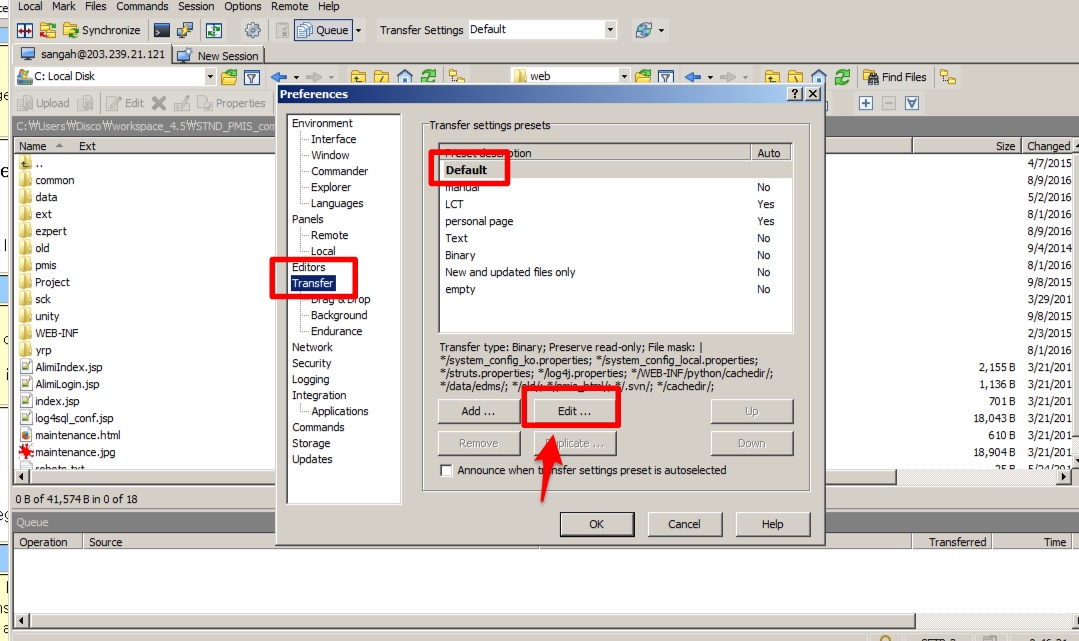 Local Mark Files Commands Session Options Remote Help
Synchronize Queue Transfer Settings Default
sangah@203.239.21.121 New Session
C: Local Disk web Find Files
Upload Edit Properties
C:₩Users₩Disco₩workspace_4.5₩STND_PMIS_com
Name Ext Size Changed
.. 4/7/2015
common 8/9/2016
data 5/2/2016
ext 8/1/2016
ezpert 8/9/2016
old 9/4/2014
pmis 8/1/2016
Project 9/8/2015
sck 3/29/201
unity 9/8/2015
WEB-INF 2/3/2015
yrp 8/1/2016
AlimiIndex.jsp 2,155 B 3/21/201
AlimiLogin.jsp 1,136 B 3/21/201
index.jsp 701 B 3/21/201
log4sql_conf.jsp 18,043 B 3/21/201
maintenance.html 610 B 3/21/201
maintenance.jpg 18,904 B 3/21/201
robots.txt 25 B 5/24/201
0 B of 41,574 B in 0 of 18
Queue
Operation Source Transferred Time
Preferences
Environment
Interface
Window
Commander
Explorer
Languages
Panels
Remote
Local
Editors
Transfer
Drag & Drop
Background
Endurance
Network
Security
Logging
Integration
Applications
Commands
Storage
Updates
Transfer settings presets
Preset description Auto
Default
manual No
LCT Yes
personal page Yes
Text No
Binary No
New and updated files only No
empty No
Transfer type: Binary; Preserve read-only; File mask: |
*/system_config_ko.properties; */system_config_local.properties;
*/struts.properties; */log4j.properties; */WEB-INF/python/cachedir/;
*/data/edms/; */old/; */pmis_html/; */.svn/; */cachedir/;
Add ... Edit ... Up
Remove Duplicate ... Down
Announce when transfer settings preset is autoselected
OK Cancel Help